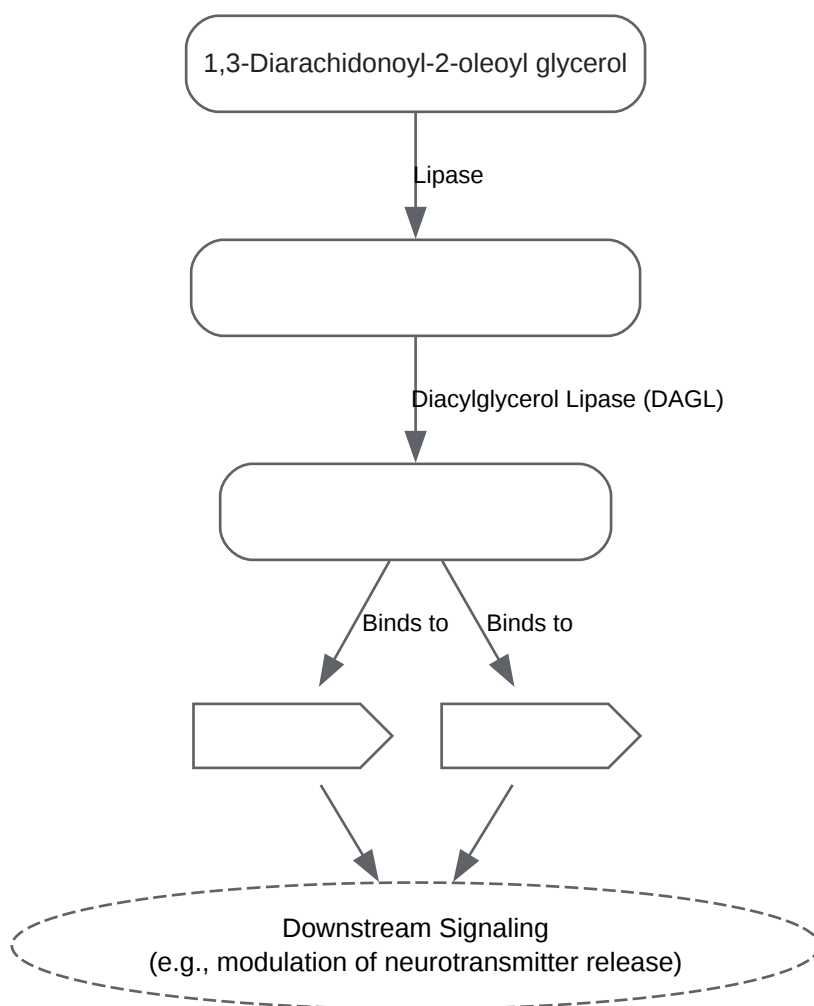 1,3-Diarachidonoyl-2-oleoyl glycerol
Lipase
Diacylglycerol Lipase (DAGL)
Binds to
Binds to
Downstream Signaling
(e.g., modulation of neurotransmitter release)